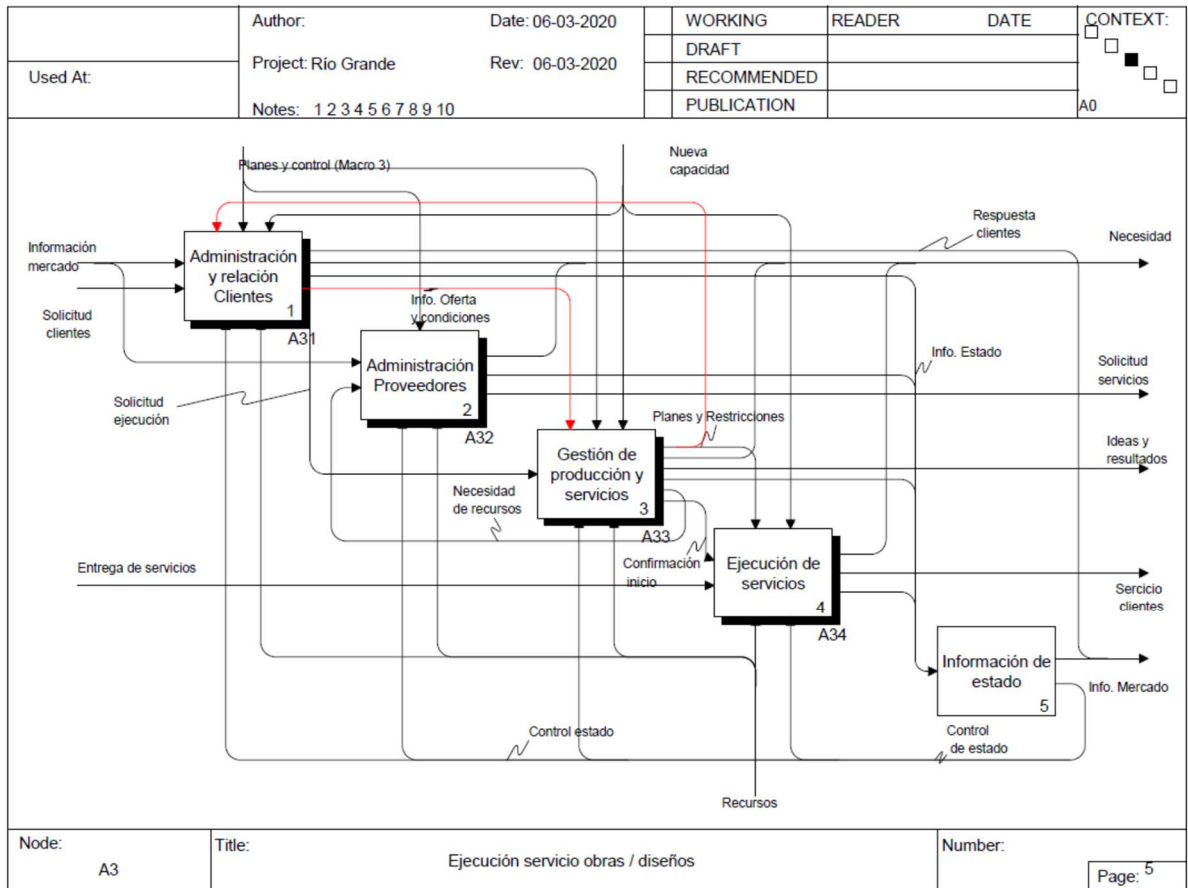 Used At:
Author:
Date: 06-03-2020
Project: Río Grande
Rev: 06-03-2020
Notes: 1 2 3 4 5 6 7 8 9 10
WORKING
DRAFT
RECOMMENDED
PUBLICATION
READER
DATE
CONTEXT:
A0
Planes y control (Macro 3)
Nueva
capacidad
Respuesta
clientes
Necesidad
Información
mercado
Solicitud
clientes
Administración
y relación
Clientes
1
A31
Info. Oferta
y condiciones
Administración
Proveedores
2
A32
Info. Estado
Solicitud
servicios
Solicitud
ejecución
Planes y Restricciones
Ideas y
resultados
Gestión de
producción y
servicios
3
A33
Necesidad
de recursos
Confirmación
inicio
Entrega de servicios
Ejecución de
servicios
4
A34
Sercicio
clientes
Información de
estado
5
Info. Mercado
Control estado
Control
de estado
Recursos
Node:
A3
Title:
Ejecución servicio obras / diseños
Number:
Page: 5